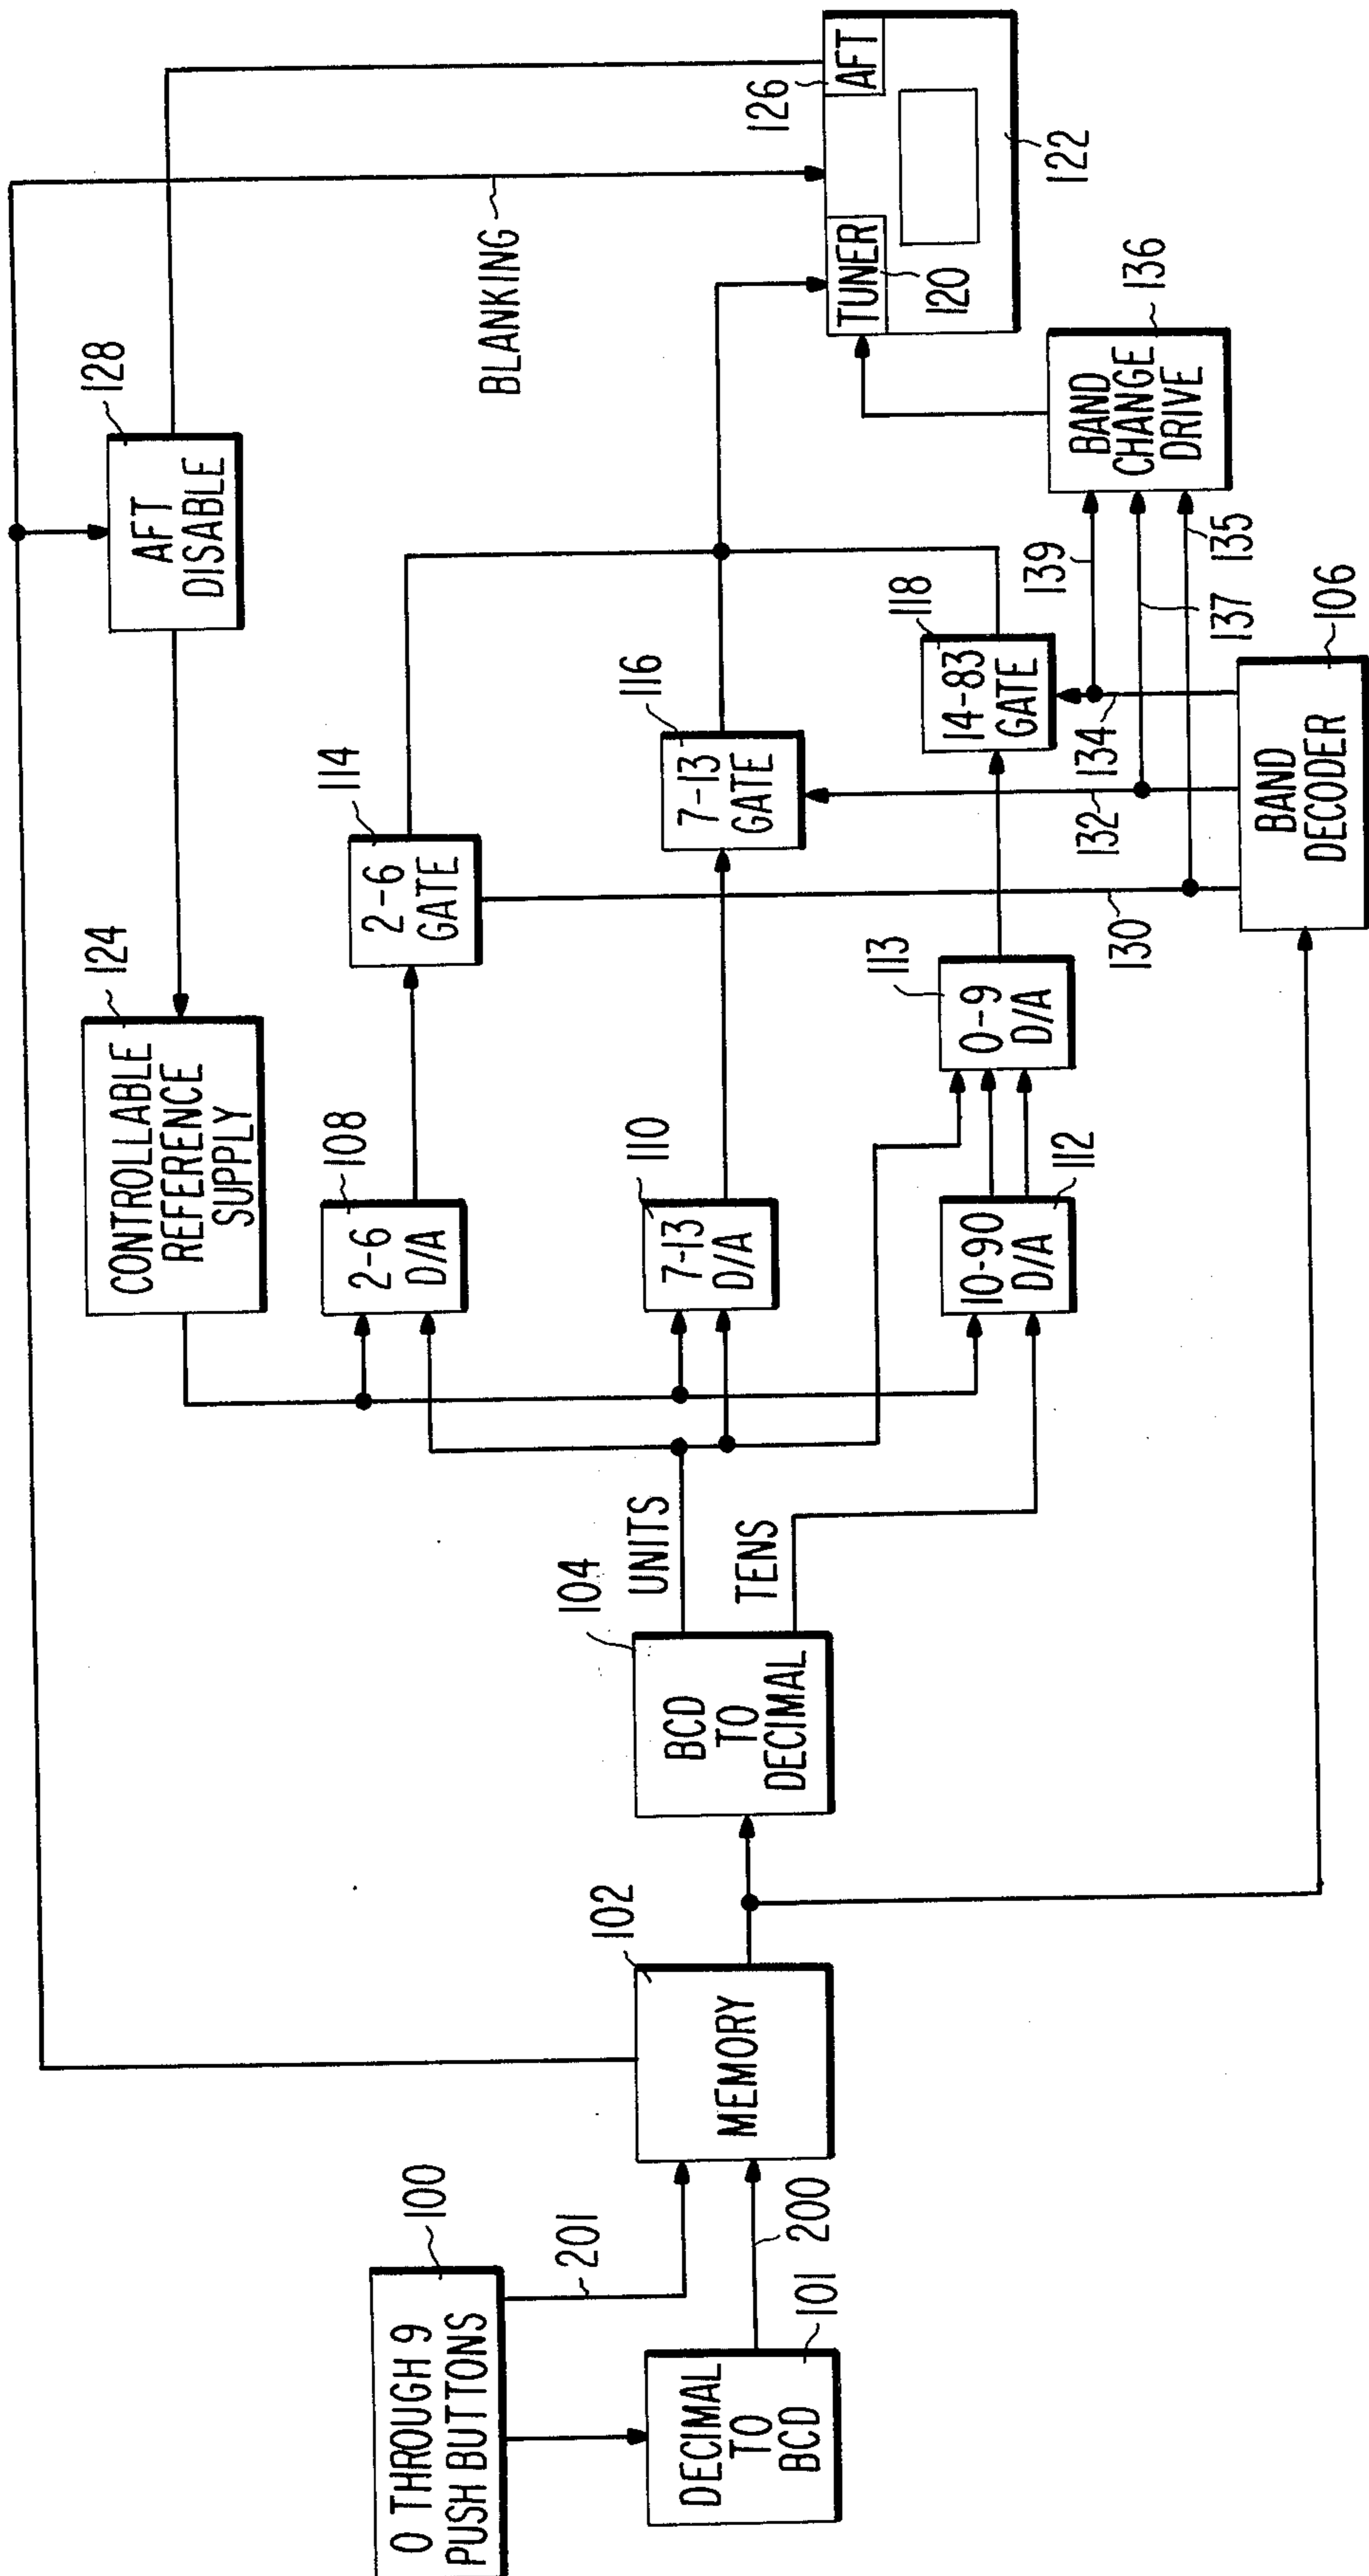 0 THROUGH 9
PUSH BUTTONS
100
201
DECIMAL
TO
BCD
101
200
MEMORY
102
BCD
TO
DECIMAL
104
UNITS
TENS
CONTROLLABLE
REFERENCE
SUPPLY
124
2-6
D/A
108
7-13
D/A
110
10-90
D/A
112
0-9
D/A
113
2-6
GATE
114
7-13
GATE
116
14-83
GATE
118
AFT
DISABLE
128
BLANKING
130
132
134
BAND
DECODER
106
139
137
135
BAND
CHANGE
DRIVE
136
TUNER
120
AFT
126
122